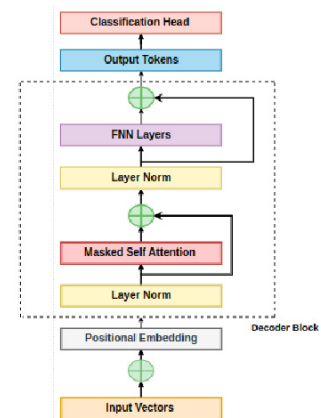 Classification Head
Output Tokens
FNN Layers
Layer Norm
Masked Self Attention
Layer Norm
Decoder Block
Positional Embedding
Input Vectors